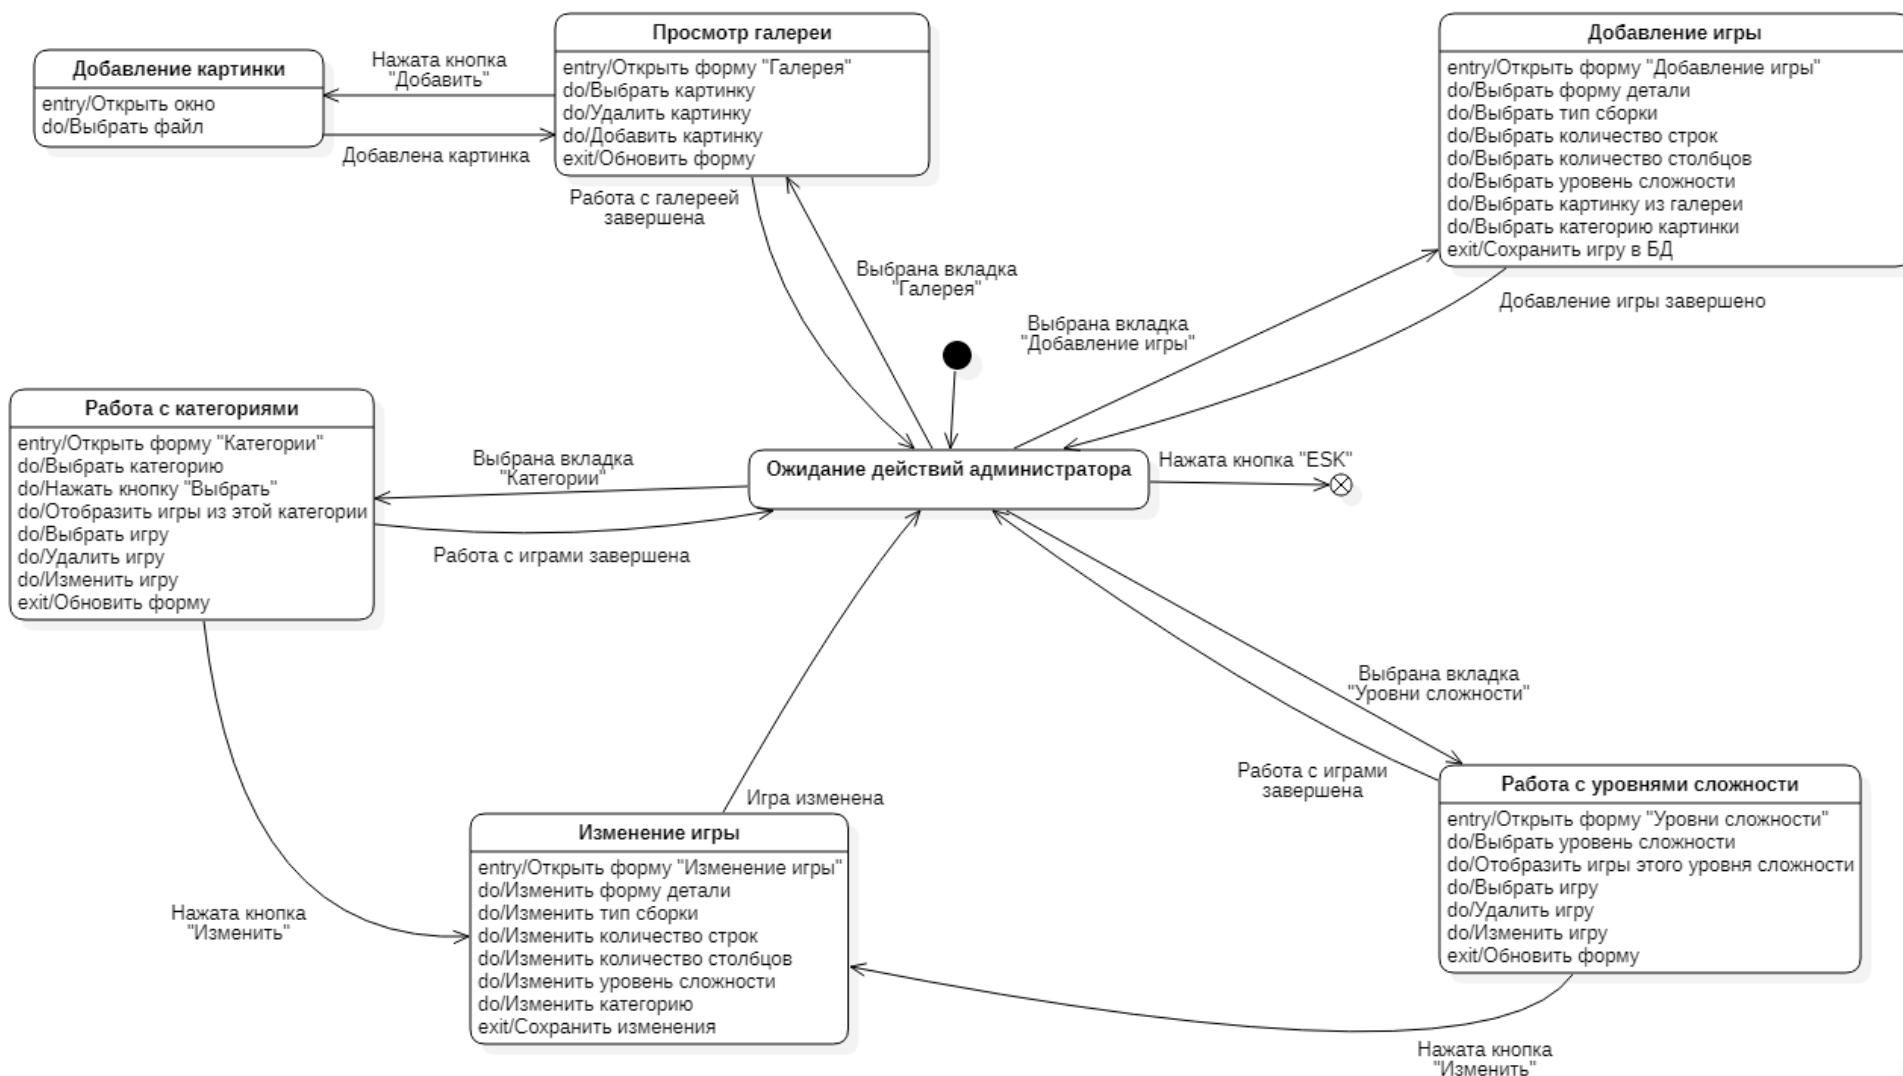 Просмотр галереи
entry/Открыть форму "Галерея"
do/Выбрать картинку
do/Удалить картинку
do/Добавить картинку
exit/Обновить форму
Добавление игры
entry/Открыть форму "Добавление игры"
do/Выбрать форму детали
do/Выбрать тип сборки
do/Выбрать количество строк
do/Выбрать количество столбцов
do/Выбрать уровень сложности
do/Выбрать картинку из галереи
do/Выбрать категорию картинки
exit/Сохранить игру в БД
Добавление картинки
entry/Открыть окно
do/Выбрать файл
Нажата кнопка
"Добавить"
Добавлена картинка
Работа с галереей
завершена
Выбрана вкладка
"Галерея"
Выбрана вкладка
"Добавление игры"
Добавление игры завершено
Работа с категориями
entry/Открыть форму "Категории"
do/Выбрать категорию
do/Нажать кнопку "Выбрать"
do/Отобразить игры из этой категории
do/Выбрать игру
do/Удалить игру
do/Изменить игру
exit/Обновить форму
Выбрана вкладка
"Категории"
Работа с играми завершена
Ожидание действий администратора
Нажата кнопка "ESK"
Выбрана вкладка
"Уровни сложности"
Работа с играми
завершена
Игра изменена
Работа с уровнями сложности
entry/Открыть форму "Уровни сложности"
do/Выбрать уровень сложности
do/Отобразить игры этого уровня сложности
do/Выбрать игру
do/Удалить игру
do/Изменить игру
exit/Обновить форму
Изменение игры
entry/Открыть форму "Изменение игры"
do/Изменить форму детали
do/Изменить тип сборки
do/Изменить количество строк
do/Изменить количество столбцов
do/Изменить уровень сложности
do/Изменить категорию
exit/Сохранить изменения
Нажата кнопка
"Изменить"
Нажата кнопка
"Изменить"